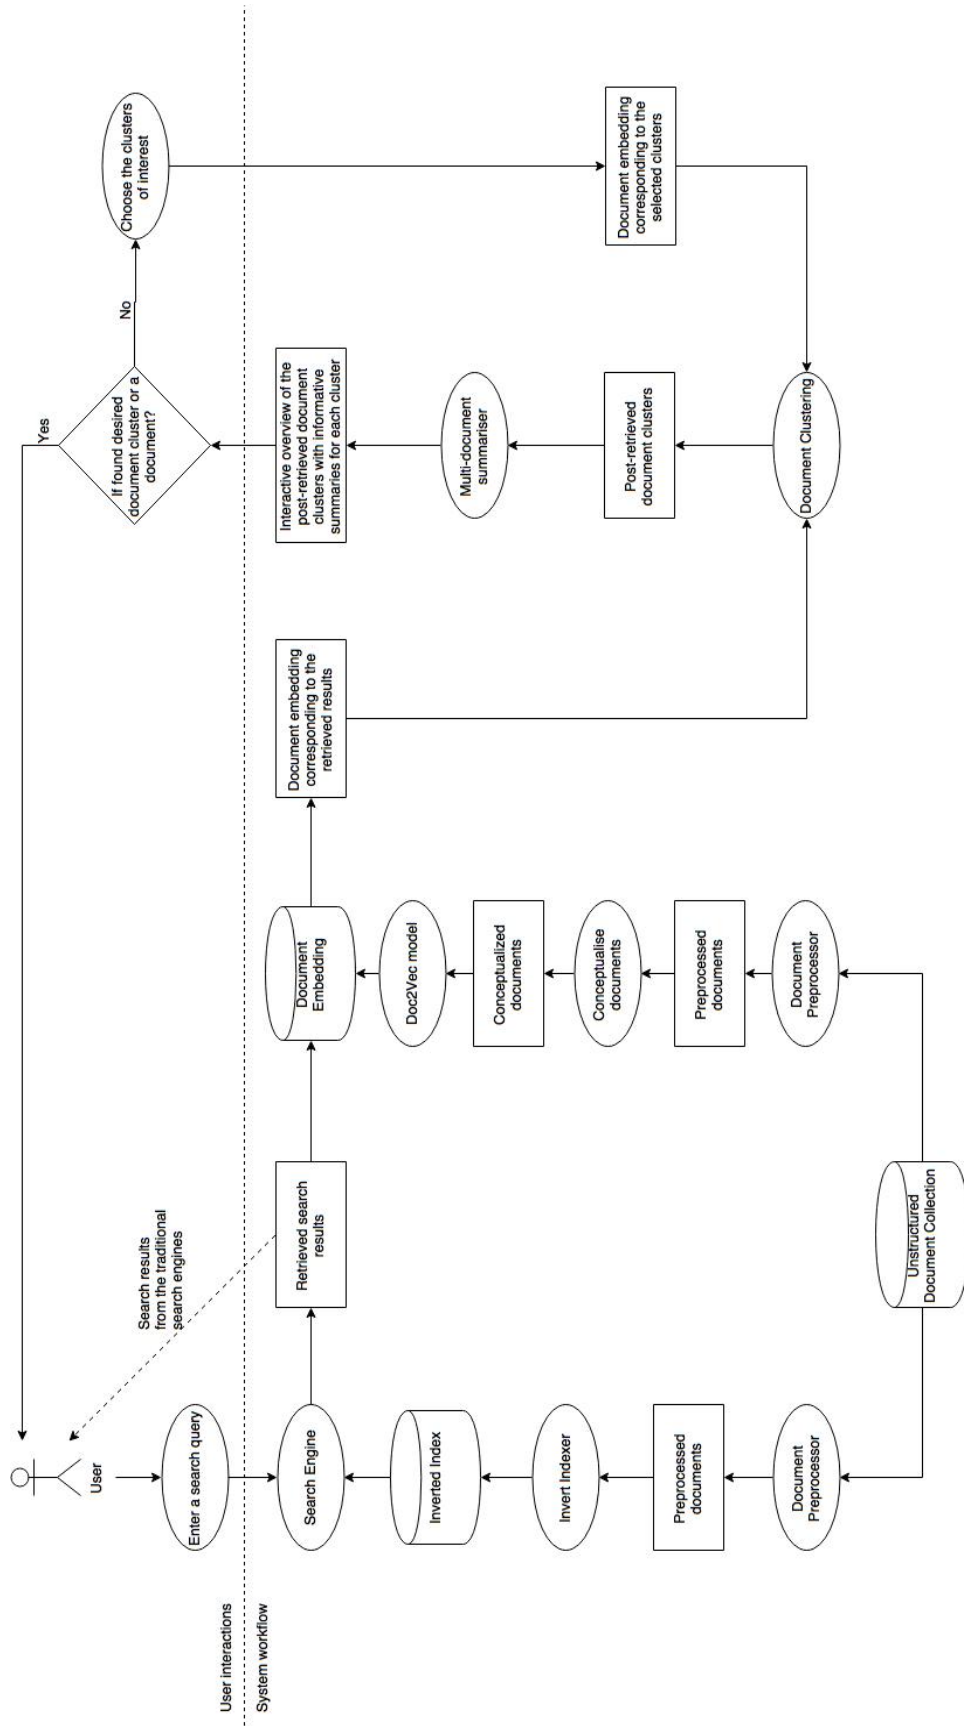 User
Enter a search query
Search results
from the traditional
search engines
Yes
If found desired
document cluster or a
document?
No
Choose the clusters
of interest
User interactions
System workflow
Search Engine
Retrieved search
results
Document
Embedding
Document embedding
corresponding to the
retrieved results
Interactive overview of the
post-retrieved document
clusters with informative
summaries for each cluster
Inverted Index
Doc2Vec model
Multi-document
summariser
Invert Indexer
Conceptualized
documents
Conceptualise
documents
Post-retrieved
document clusters
Document embedding
corresponding to the
selected clusters
Preprocessed
documents
Preprocessed
documents
Document
Preprocessor
Document
Preprocessor
Document Clustering
Unstructured
Document Collection